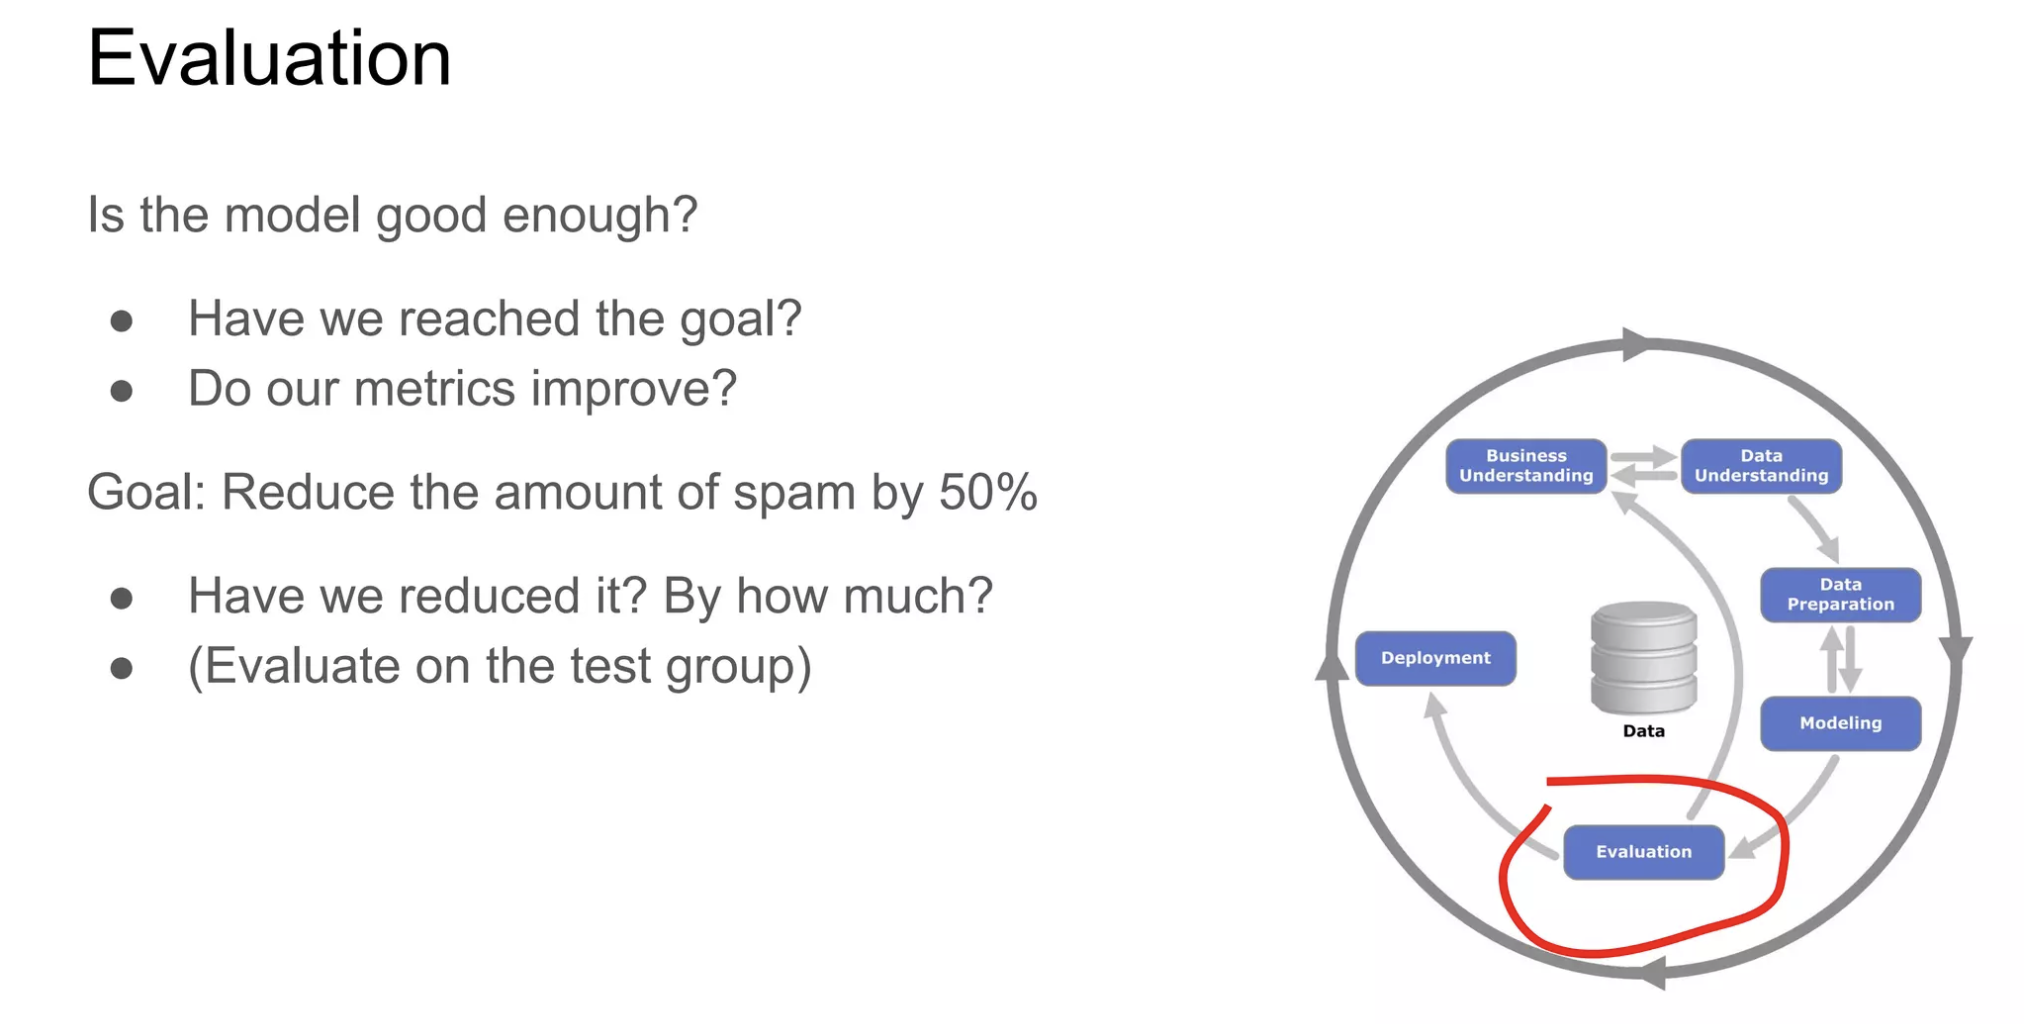 Evaluation
Is the model good enough?
● Have we reached the goal?
● Do our metrics improve?
Goal: Reduce the amount of spam by 50%
● Have we reduced it? By how much?
● (Evaluate on the test group)
Business
Understanding
Data
Understanding
Data
Preparation
Deployment
Modeling
Data
Evaluation